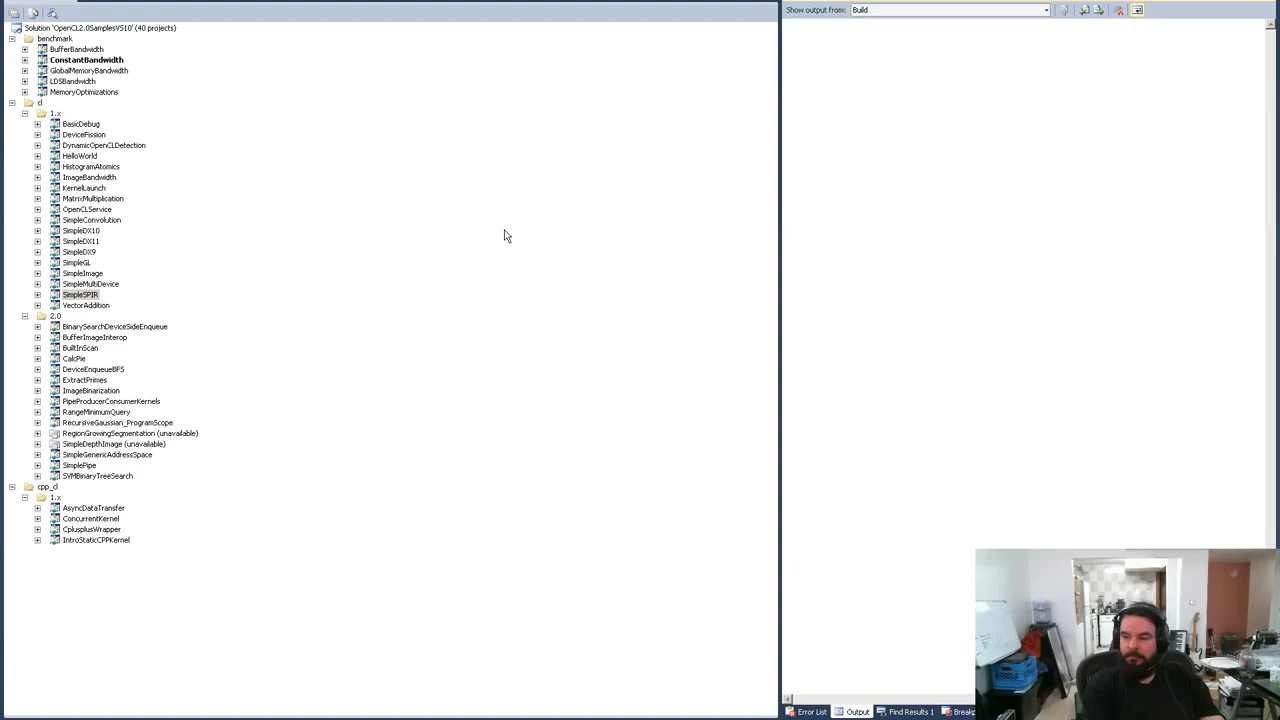 Solution 'OpenCL2.0SamplesVS10' (40 projects)
benchmark
BufferBandwidth
ConstantBandwidth
GlobalMemoryBandwidth
LDSBandwidth
MemoryOptimizations
cl
1.x
BasicDebug
DeviceFission
DynamicOpenCLDetection
HelloWorld
HistogramAtomics
ImageBandwidth
KernelLaunch
MatrixMultiplication
OpenCLService
SimpleConvolution
SimpleDX10
SimpleDX11
SimpleDX9
SimpleGL
SimpleImage
SimpleMultiDevice
SimpleSPIR
VectorAddition
2.0
BinarySearchDeviceSideEnqueue
BufferImageInterop
BuiltInScan
CalcPie
DeviceEnqueueBFS
ExtractPrimes
ImageBinarization
PipeProducerConsumerKernels
RangeMinimumQuery
RecursiveGaussian_ProgramScope
RegionGrowingSegmentation (unavailable)
SimpleDepthImage (unavailable)
SimpleGenericAddressSpace
SimplePipe
SVMBinaryTreeSearch
cpp_cl
1.x
AsyncDataTransfer
ConcurrentKernel
CplusplusWrapper
IntroStaticCPPKernel
Show output from: Build
Error List Output Find Results 1 Breakp